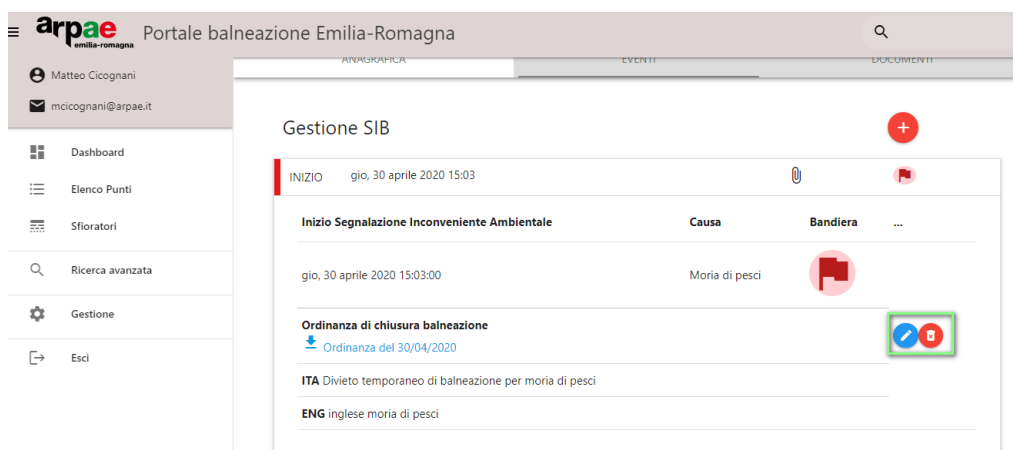 arpae
emilia-romagna
Portale balneazione Emilia-Romagna
Matteo Cicognani
mcicognani@arpae.it
ANAGRAFICA
EVENTI
DOCUMENTI
Dashboard
Elenco Punti
Sfioratori
Ricerca avanzata
Gestione
Esci
Gestione SIB
INIZIO gio, 30 aprile 2020 15:03
Inizio Segnalazione Inconveniente Ambientale Causa Bandiera ...
gio, 30 aprile 2020 15:03:00 Moria di pesci
Ordinanza di chiusura balneazione
Ordinanza del 30/04/2020
ITA Divieto temporaneo di balneazione per moria di pesci
ENG inglese moria di pesci